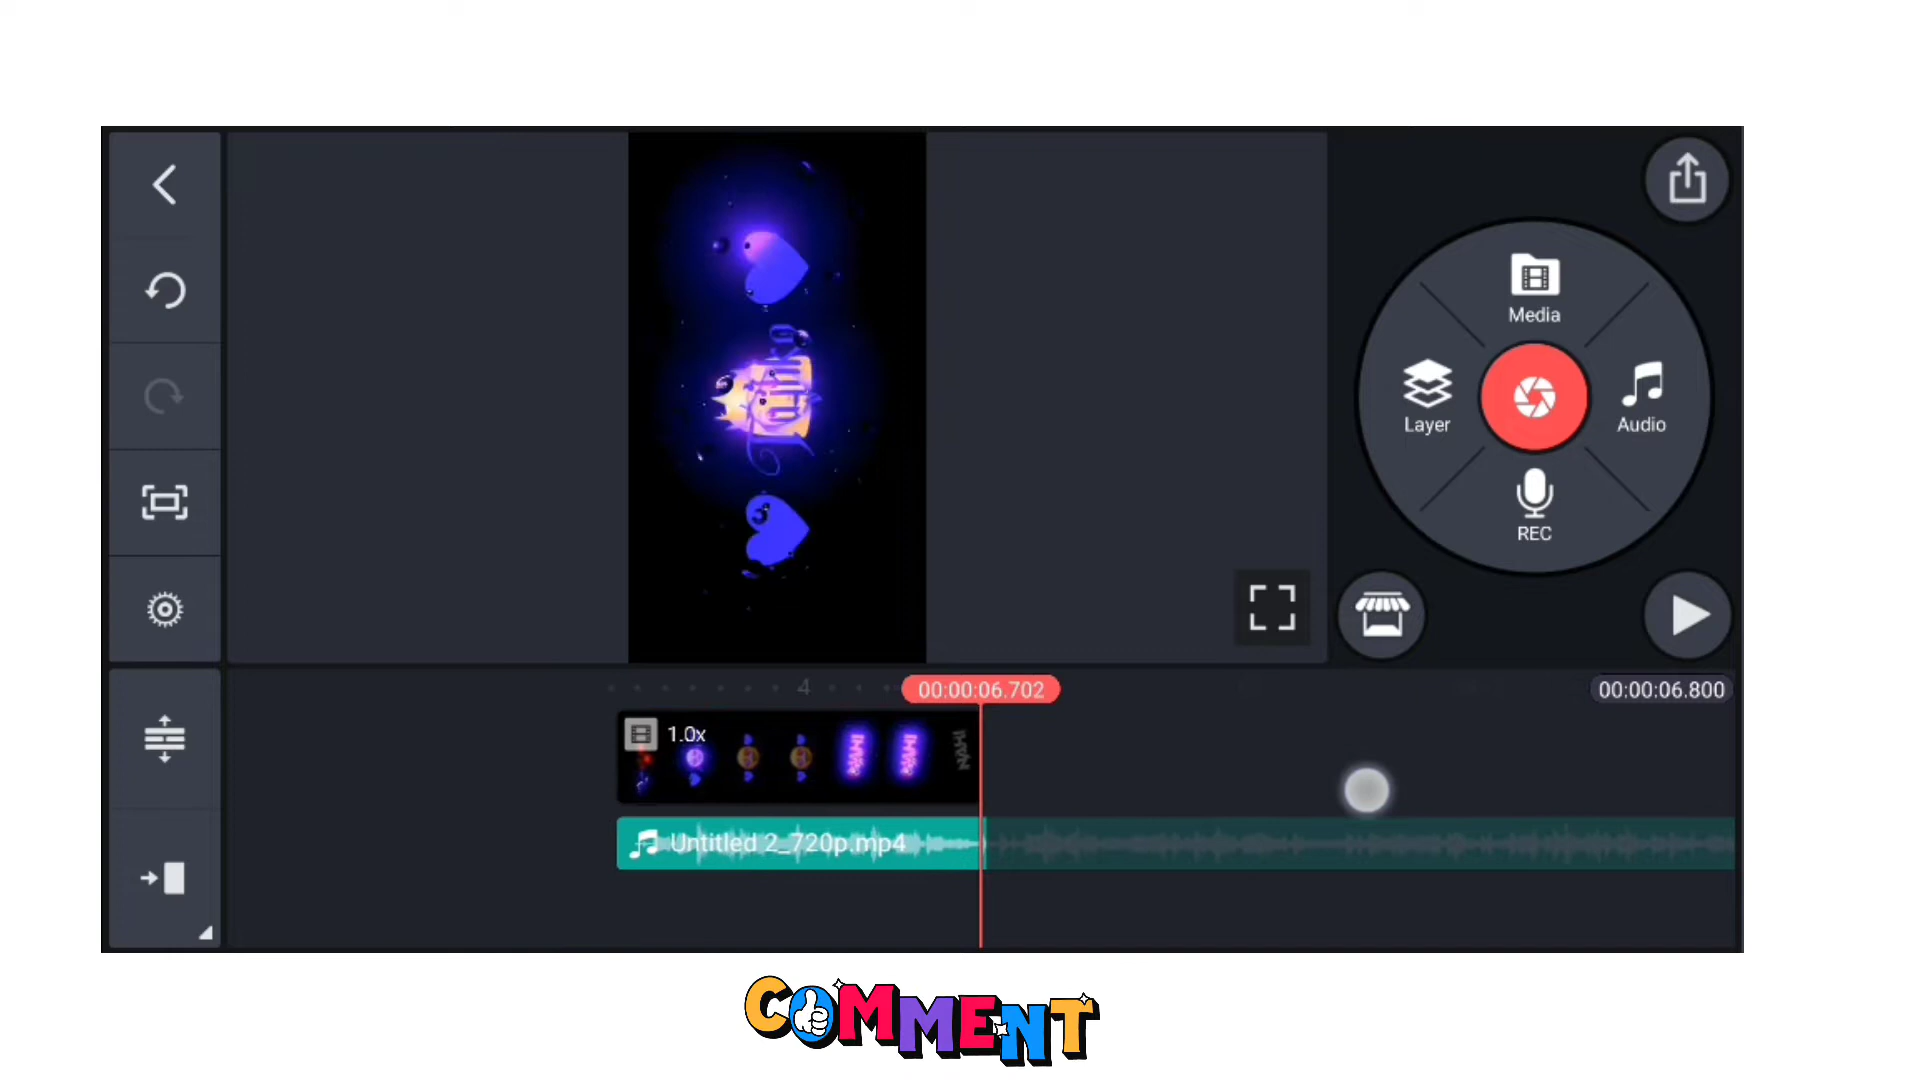 Media
Layer
Audio
REC
4
00:00:06.702
00:00:06.800
1.0x
Untitled 2_720p.mp4
COMMENT